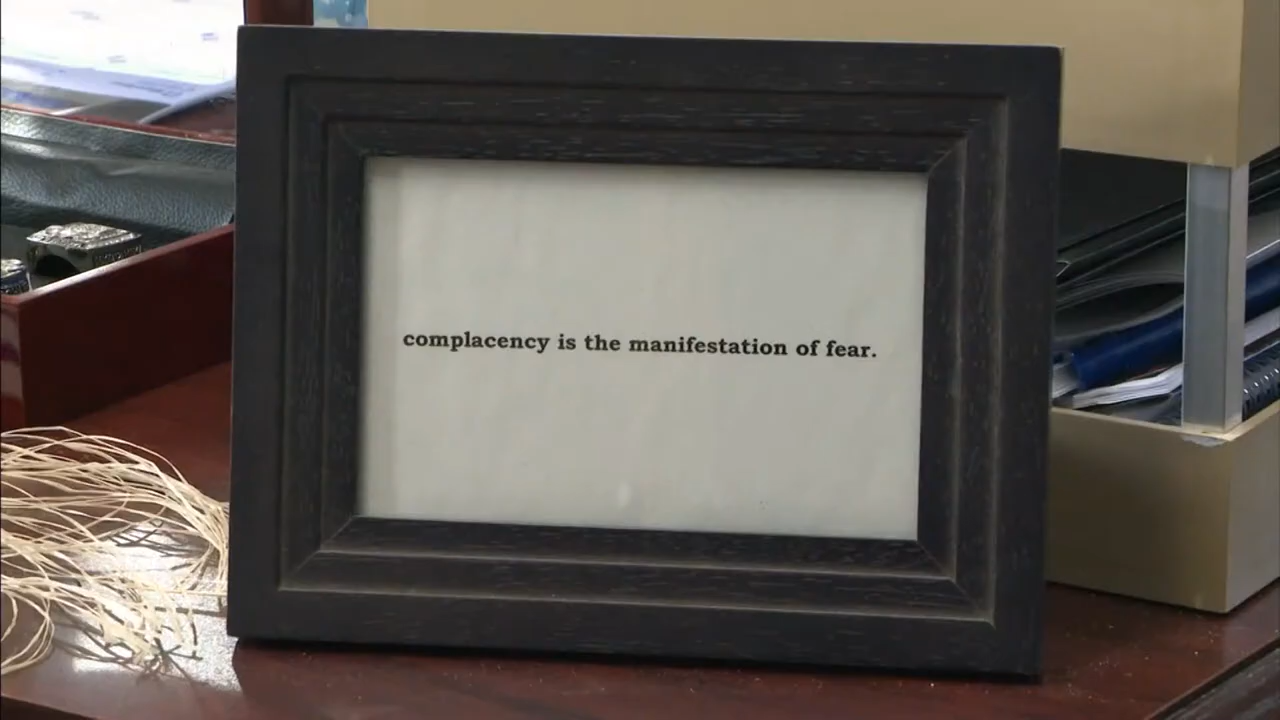 complacency is the manifestation of fear.